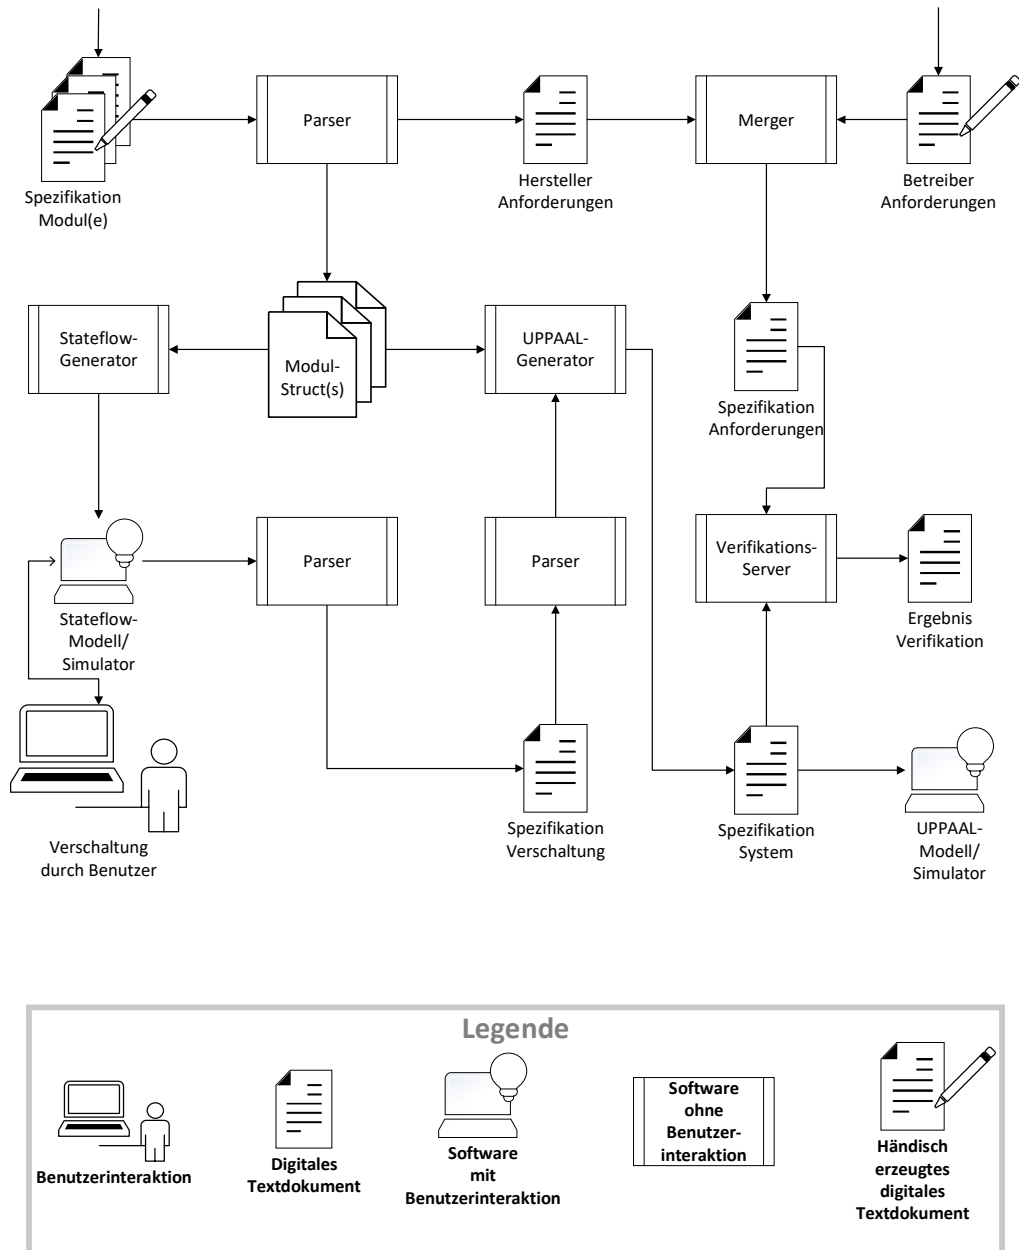 Parser
Merger
Spezifikation
Modul(e)
Hersteller
Anforderungen
Betreiber
Anforderungen
Stateflow-
Generator
Modul-
Struct(s)
UPPAAL-
Generator
Spezifikation
Anforderungen
Parser
Parser
Verifikations-
Server
Stateflow-
Modell/
Simulator
Ergebnis
Verifikation
Verschaltung
durch Benutzer
Spezifikation
Verschaltung
Spezifikation
System
UPPAAL-
Modell/
Simulator
Legende
Benutzerinteraktion
Digitales
Textdokument
Software
mit
Benutzerinteraktion
Software
ohne
Benutzer-
interaktion
Händisch
erzeugtes
digitales
Textdokument